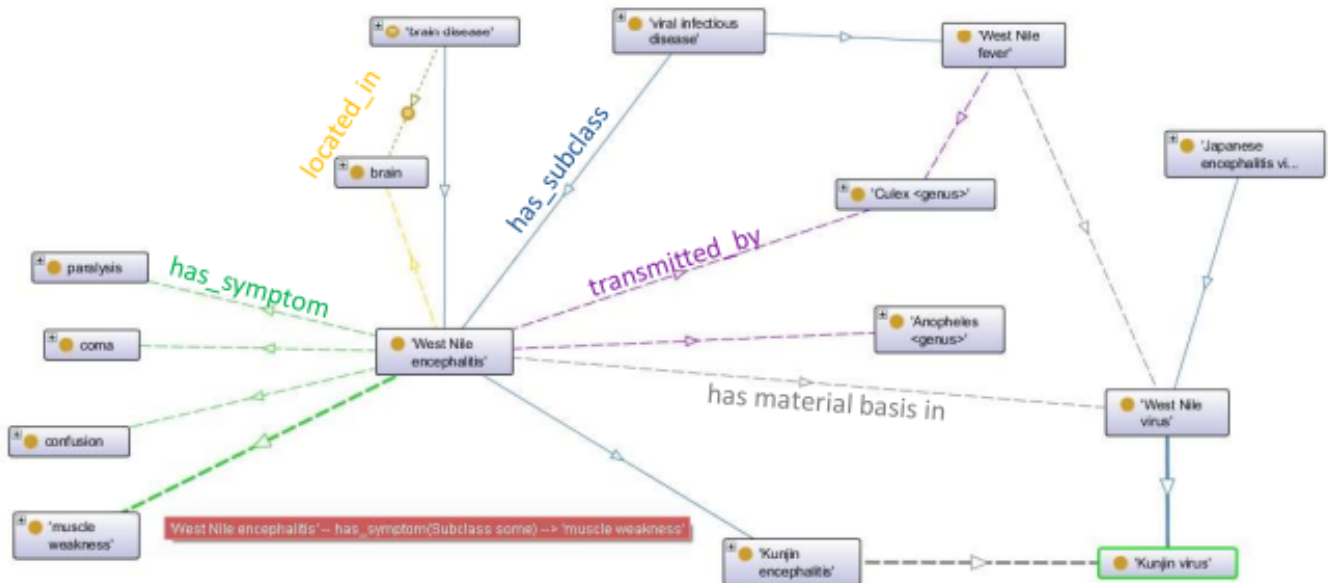 'brain disease'
'viral infectious
disease'
'West Nile
fever'
located_in
has_subclass
'Japanese
encephalitis vi...
brain
'Culex <genus>'
transmitted_by
paralysis
has_symptom
coma
'West Nile
encephalitis'
'Anopheles
<genus>'
has material basis in
'West Nile
virus'
confusion
'muscle
weakness'
'West Nile encephalitis' -- has_symptom(Subclass some) --> 'muscle weakness'
'Kunjin
encephalitis'
'Kunjin virus'